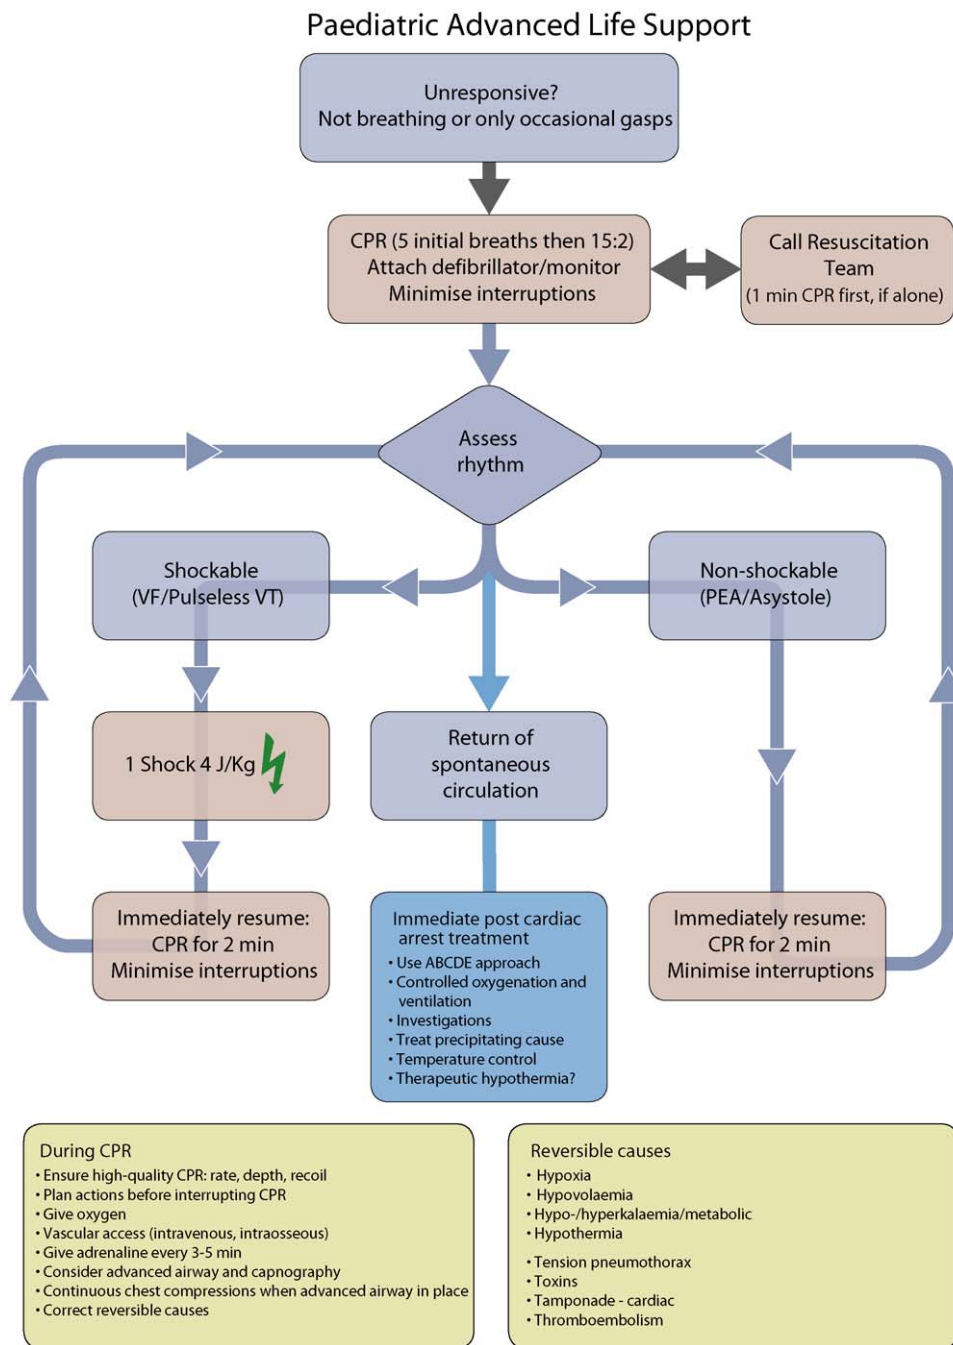 Paediatric Advanced Life Support
Unresponsive?
Not breathing or only occasional gasps
CPR (5 initial breaths then 15:2)
Attach defibrillator/monitor
Minimise interruptions
Call Resuscitation
Team
(1 min CPR first, if alone)
Assess
rhythm
Shockable
(VF/Pulseless VT)
Non-shockable
(PEA/Asystole)
1 Shock 4 J/Kg
Return of
spontaneous
circulation
Immediately resume:
CPR for 2 min
Minimise interruptions
Immediate post cardiac
arrest treatment
• Use ABCDE approach
• Controlled oxygenation and
ventilation
• Investigations
• Treat precipitating cause
• Temperature control
• Therapeutic hypothermia?
Immediately resume:
CPR for 2 min
Minimise interruptions
During CPR
• Ensure high-quality CPR: rate, depth, recoil
• Plan actions before interrupting CPR
• Give oxygen
• Vascular access (intravenous, intraosseous)
• Give adrenaline every 3-5 min
• Consider advanced airway and capnography
• Continuous chest compressions when advanced airway in place
• Correct reversible causes
Reversible causes
• Hypoxia
• Hypovolaemia
• Hypo-/hyperkalaemia/metabolic
• Hypothermia
• Tension pneumothorax
• Toxins
• Tamponade - cardiac
• Thromboembolism